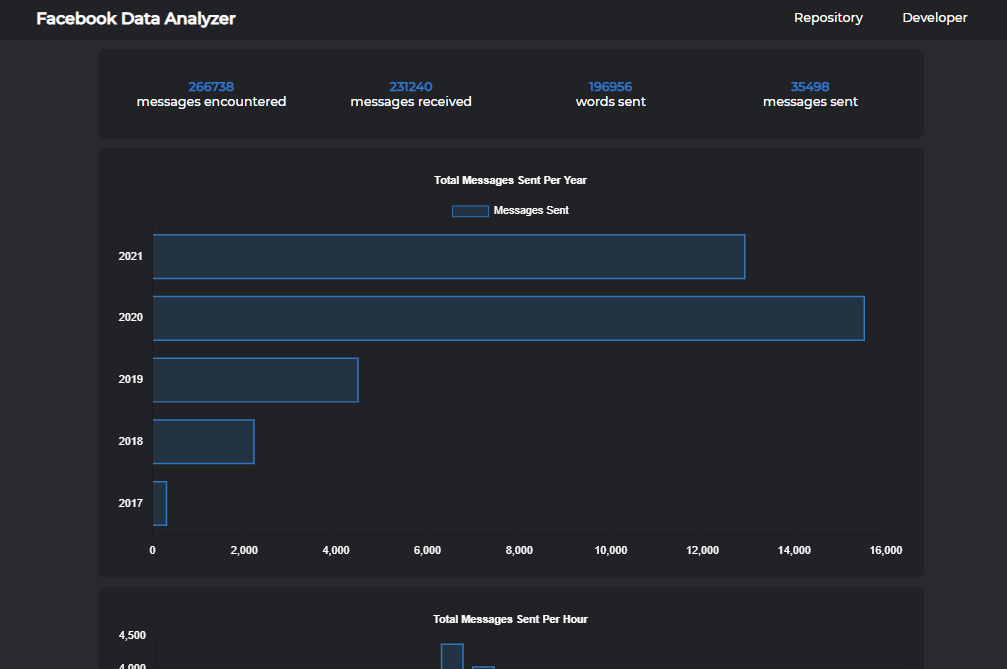 Facebook Data Analyzer
Repository
Developer
266738
messages encountered
231240
messages received
196956
words sent
35498
messages sent
Total Messages Sent Per Year
Messages Sent
2021
2020
2019
2018
2017
0 2,000 4,000 6,000 8,000 10,000 12,000 14,000 16,000
Total Messages Sent Per Hour
4,500
4,000